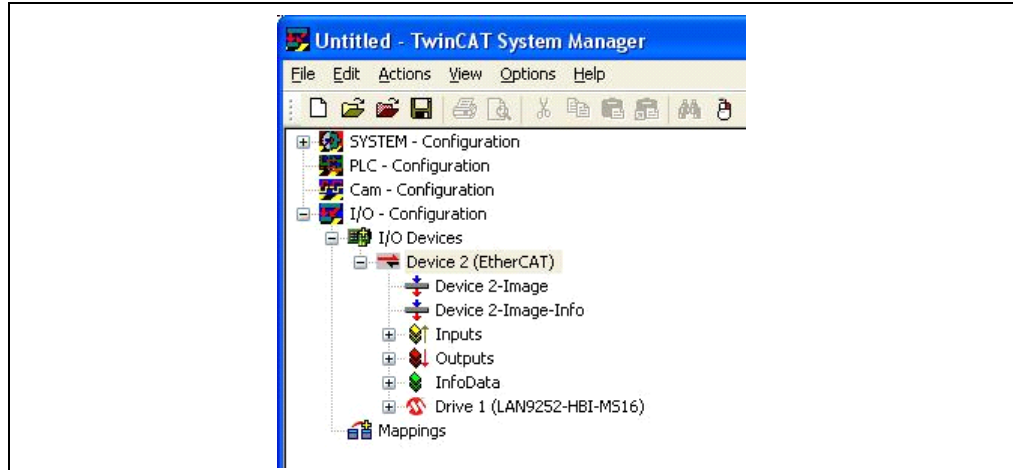 Untitled - TwinCAT System Manager
File Edit Actions View Options Help
SYSTEM - Configuration
PLC - Configuration
Cam - Configuration
I/O - Configuration
I/O Devices
Device 2 (EtherCAT)
Device 2-Image
Device 2-Image-Info
Inputs
Outputs
InfoData
Drive 1 (LAN9252-HBI-MS16)
Mappings